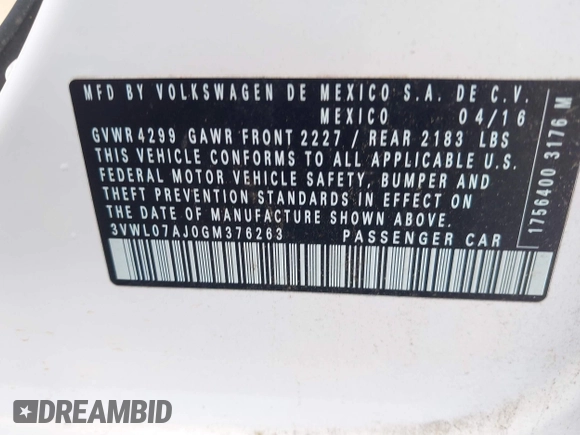 MFD BY VOLKSWAGEN DE MEXICO S.A. DE C.V.
MEXICO 04/16
GVWR 4299 GAWR FRONT 2227 / REAR 2183 LBS
THIS VEHICLE CONFORMS TO ALL APPLICABLE U.S.
FEDERAL MOTOR VEHICLE SAFETY, BUMPER AND
THEFT PREVENTION STANDARDS IN EFFECT ON
THE DATE OF MANUFACTURE SHOWN ABOVE.
3VWL07AJ0GM376263 PASSENGER CAR
1756400 3176 M
DREAMBID